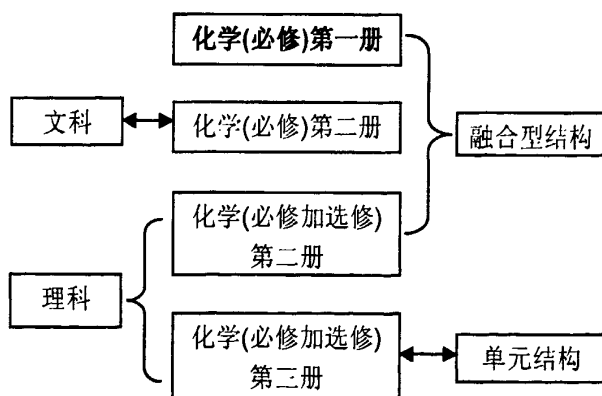 化学(必修)第一册
文科
化学(必修)第二册
融合型结构
化学(必修加选修)
第二册
理科
化学(必修加选修)
第三册
单元结构